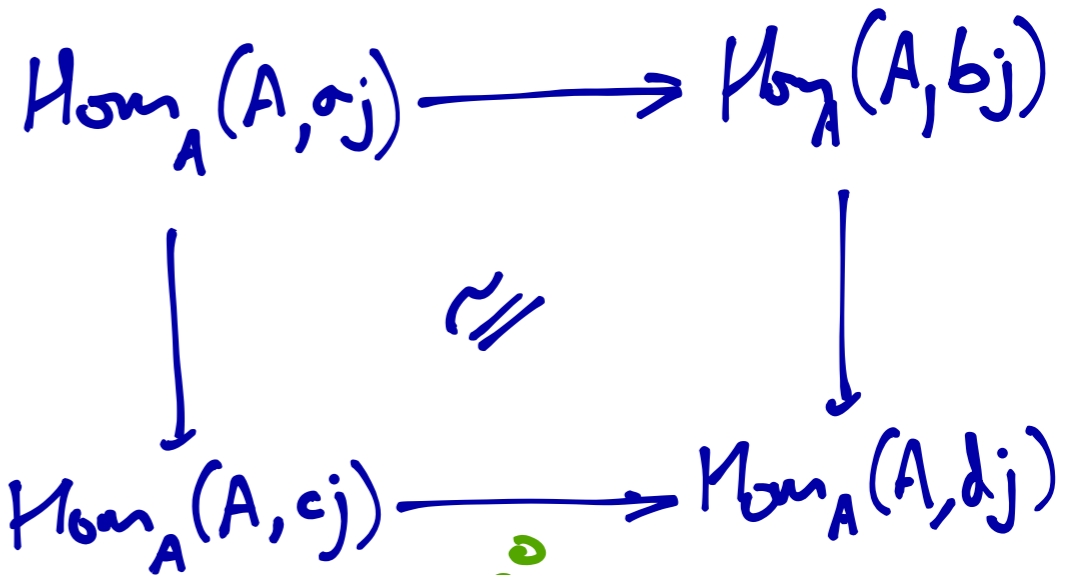 Hom_A(A,aj) → Hom_A(A,bj)
↓ ≅ ↓
Hom_A(A,cj) → Hom_A(A,dj)